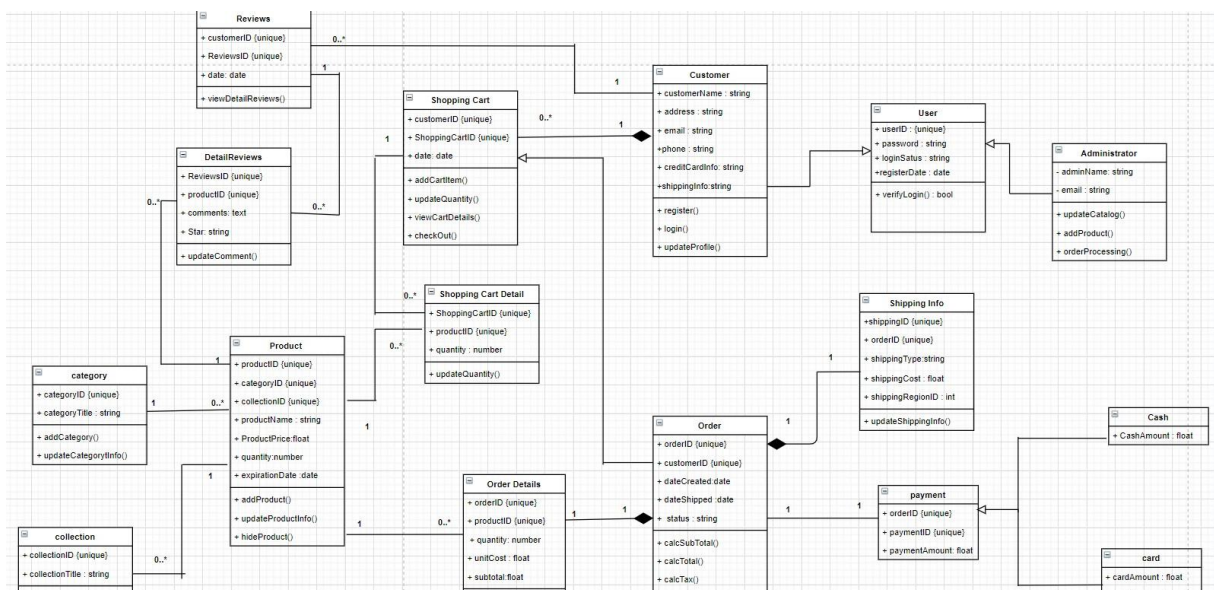 Reviews
+ customerID {unique}
+ ReviewsID {unique}
+ date: date
+ viewDetailReviews()
0..*
1
1
Customer
+ customerName : string
+ address : string
+ email : string
+phone : string
+ creditCardInfo: string
+shippingInfo:string
+ register()
+ login()
+ updateProfile()
Shopping Cart
+ customerID {unique}
+ ShoppingCartID {unique}
+ date: date
+ addCartItem()
+ updateQuantity()
+ viewCartDetails()
+ checkOut()
0..*
1
1
User
+ userID : {unique}
+ password : string
+ loginSatus : string
+registerDate : date
+ verifyLogin() : bool
Administrator
- adminName: string
- email : string
+ updateCatalog()
+ addProduct()
+ orderProcessing()
DetailReviews
+ ReviewsID {unique}
+ productID {unique}
+ comments: text
+ Star: string
+ updateComment()
0..*
0..*
Shopping Cart Detail
+ ShoppingCartID {unique}
+ productID {unique}
+ quantity : number
+ updateQuantity()
0..*
0..*
Shipping Info
+shippingID {unique}
+ orderID {unique}
+ shippingType:string
+ shippingCost : float
+ shippingRegionID : int
+ updateShippingInfo()
1
1
Product
+ productID {unique}
+ categoryID {unique}
+ collectionID {unique}
+ productName : string
+ ProductPrice:float
+ quantity:number
+ expirationDate :date
+ addProduct()
+ updateProductInfo()
+ hideProduct()
1
1
1
1
category
+ categoryID {unique}
+ categoryTitle : string
+ addCategory()
+ updateCategorytInfo()
1
0..*
Order
+ orderID {unique}
+ customerID {unique}
+ dateCreated:date
+ dateShipped :date
+ status : string
+ calcSubTotal()
+ calcTotal()
+ calcTax()
Cash
+ CashAmount : float
Order Details
+ orderID {unique}
+ productID {unique}
+ quantity: number
+ unitCost : float
+ subtotal:float
0..*
1
1
payment
+ orderID {unique}
+ paymentID {unique}
+ paymentAmount: float
1
1
collection
+ collectionID {unique}
+ collectionTitle : string
0..*
card
+ cardAmount : float